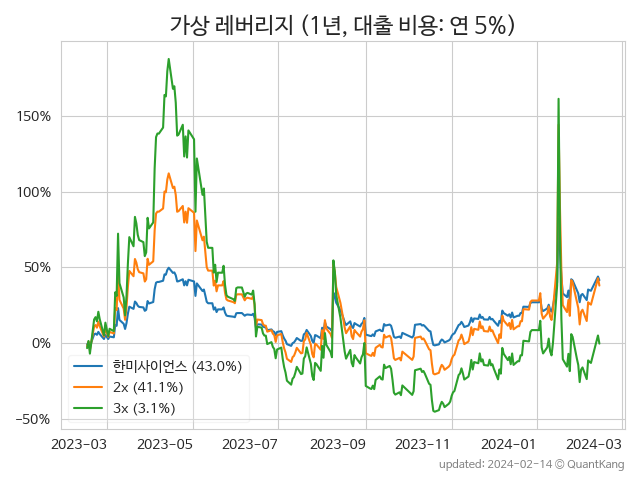 가상 레버리지 (1년, 대출 비용: 연 5%)
150%
100%
50%
0%
−50%
한미사이언스 (43.0%)
2x (41.1%)
3x (3.1%)
2023-03
2023-05
2023-07
2023-09
2023-11
2024-01
2024-03
updated: 2024-02-14 © QuantKang